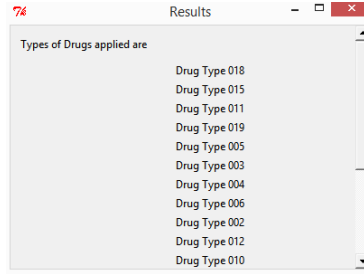 Results
Types of Drugs applied are
Drug Type 018
Drug Type 015
Drug Type 011
Drug Type 019
Drug Type 005
Drug Type 003
Drug Type 004
Drug Type 006
Drug Type 002
Drug Type 012
Drug Type 010